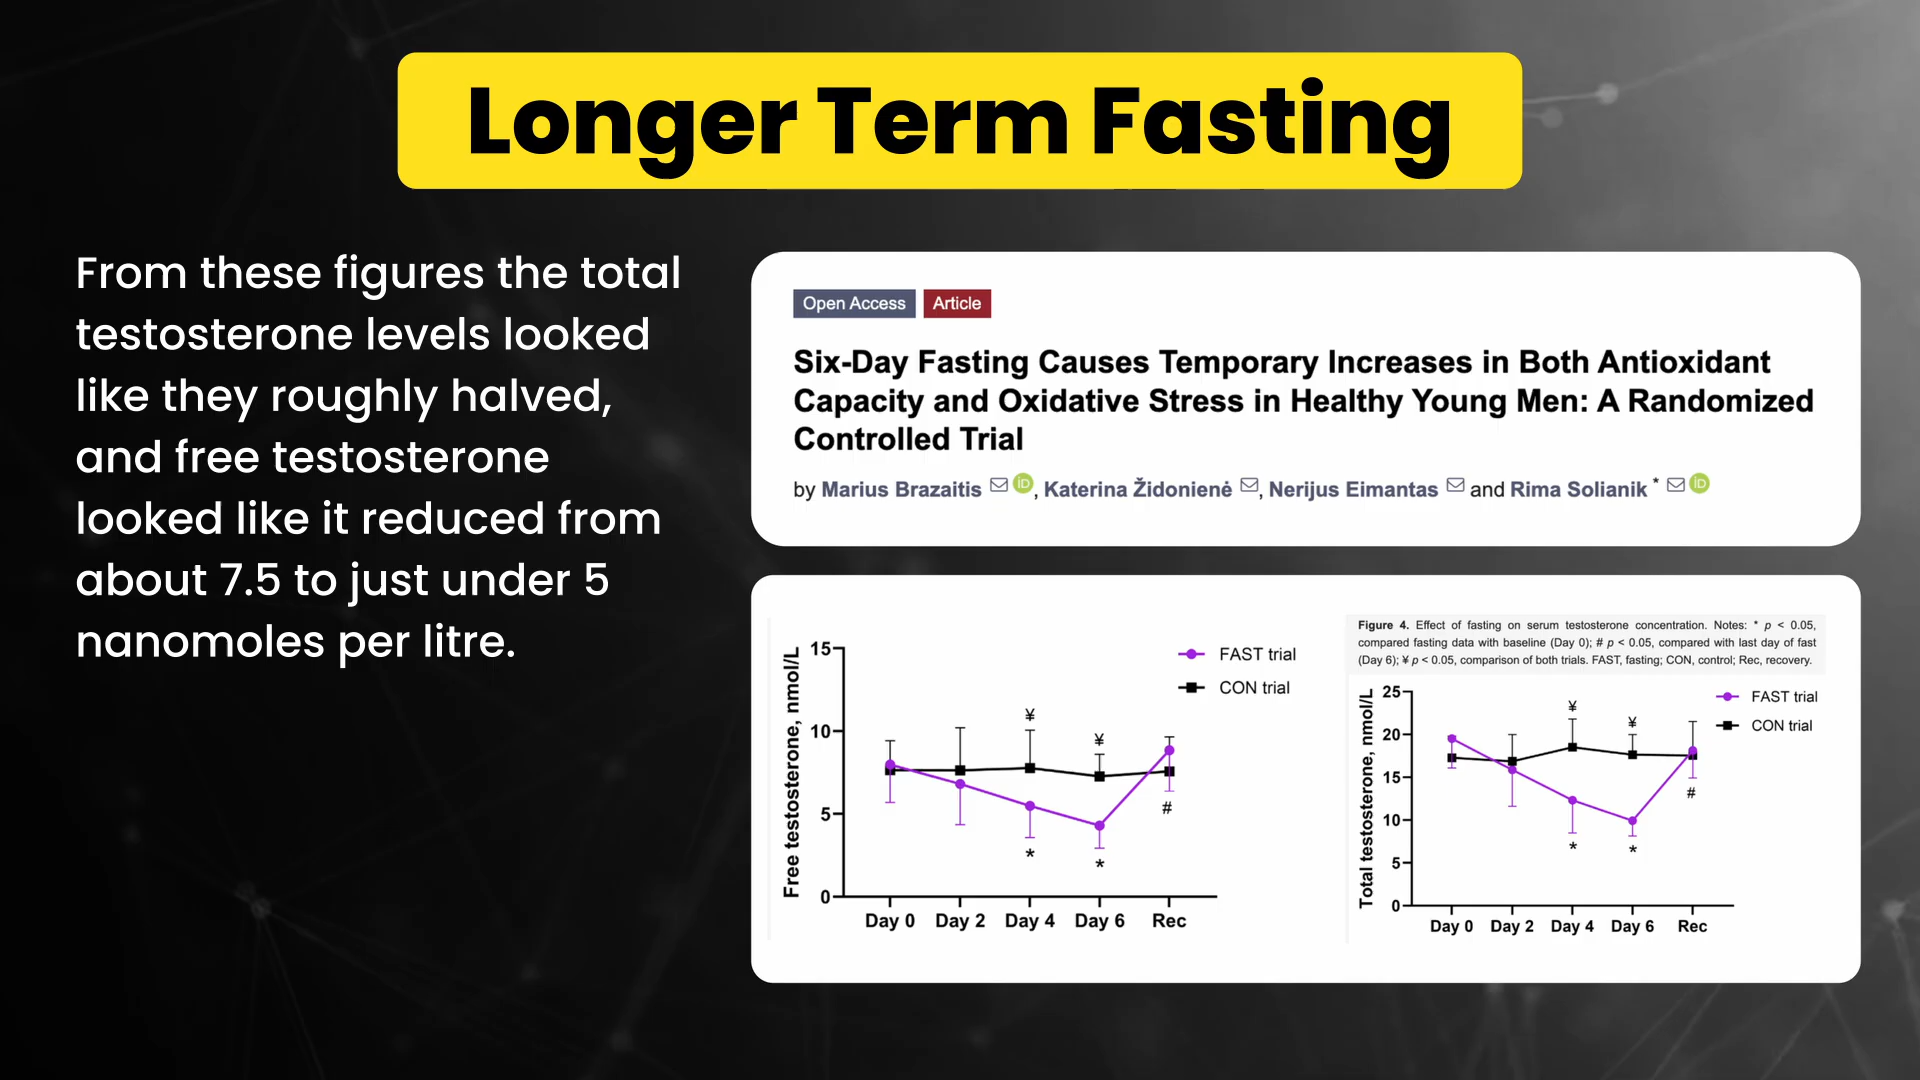 Longer Term Fasting
From these figures the total
testosterone levels looked
like they roughly halved,
and free testosterone
looked like it reduced from
about 7.5 to just under 5
nanomoles per litre.
Open Access Article
Six-Day Fasting Causes Temporary Increases in Both Antioxidant
Capacity and Oxidative Stress in Healthy Young Men: A Randomized
Controlled Trial
by Marius Brazaitis iD, Katerina Židonienė, Nerijus Eimantas and Rima Solianik * iD
Free testosterone, nmol/L
15
10
5
0
FAST trial
CON trial
¥ ¥
#
* *
Day 0 Day 2 Day 4 Day 6 Rec
Figure 4. Effect of fasting on serum testosterone concentration. Notes: * p < 0.05,
compared fasting data with baseline (Day 0); # p < 0.05, compared with last day of fast
(Day 6); ¥ p < 0.05, comparison of both trials. FAST, fasting; CON, control; Rec, recovery.
Total testosterone, nmol/L
25
20
15
10
5
0
FAST trial
CON trial
¥ ¥
#
* *
Day 0 Day 2 Day 4 Day 6 Rec